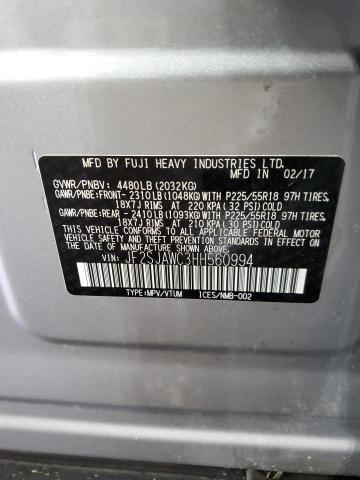 MFD BY FUJI HEAVY INDUSTRIES LTD.
MADE IN JAPAN 02/17
GVWR/PNBV: 4480LB(2032KG)
GAWR/PNBE:FRONT- 2310LB(1048KG)WITH P225/55R18 97H TIRES,
18X7J RIMS AT 220 KPA(32 PSI)COLD
GAWR/PNBE:REAR - 2410LB(1093KG)WITH P225/55R18 97H TIRES,
18X7J RIMS AT 210 KPA(30 PSI)COLD
THIS VEHICLE CONFORMS TO ALL APPLICABLE
FEDERAL MOTOR VEHICLE SAFETY, BUMPER, AND
THEFT PREVENTION STANDARDS IN EFFECT ON THE
DATE OF MANUFACTURE SHOWN ABOVE.
VIN: JF2SJAWC3HH560994
TYPE:MPV/VTUM ICES/NMB-002